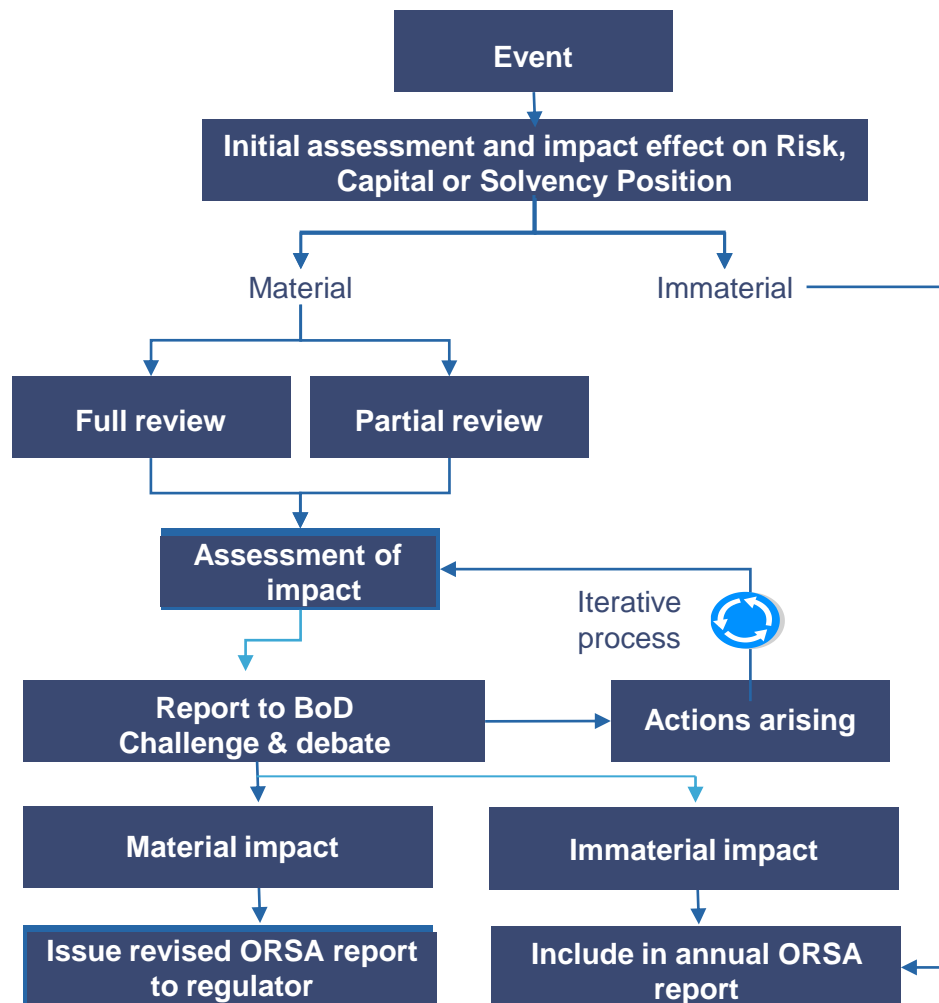 Event
Initial assessment and impact effect on Risk,
Capital or Solvency Position
Material
Immaterial
Full review
Partial review
Assessment of
impact
Iterative
process
Report to BoD
Challenge & debate
Actions arising
Material impact
Immaterial impact
Issue revised ORSA report
to regulator
Include in annual ORSA
report